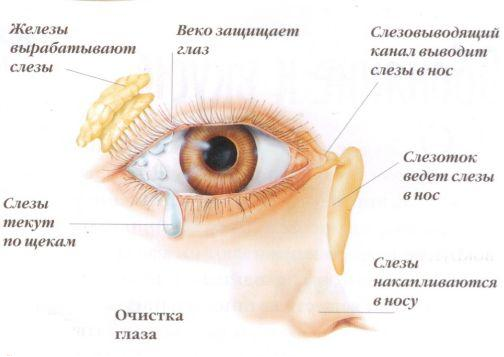 Железы
вырабатывают
слезы
Веко защищает
глаз
Слезовыводящий
канал выводит
слезы в нос
Слезоток
ведет слезы
в нос
Слезы
текут
по щекам
Слезы
накапливаются
в носу
Очистка
глаза